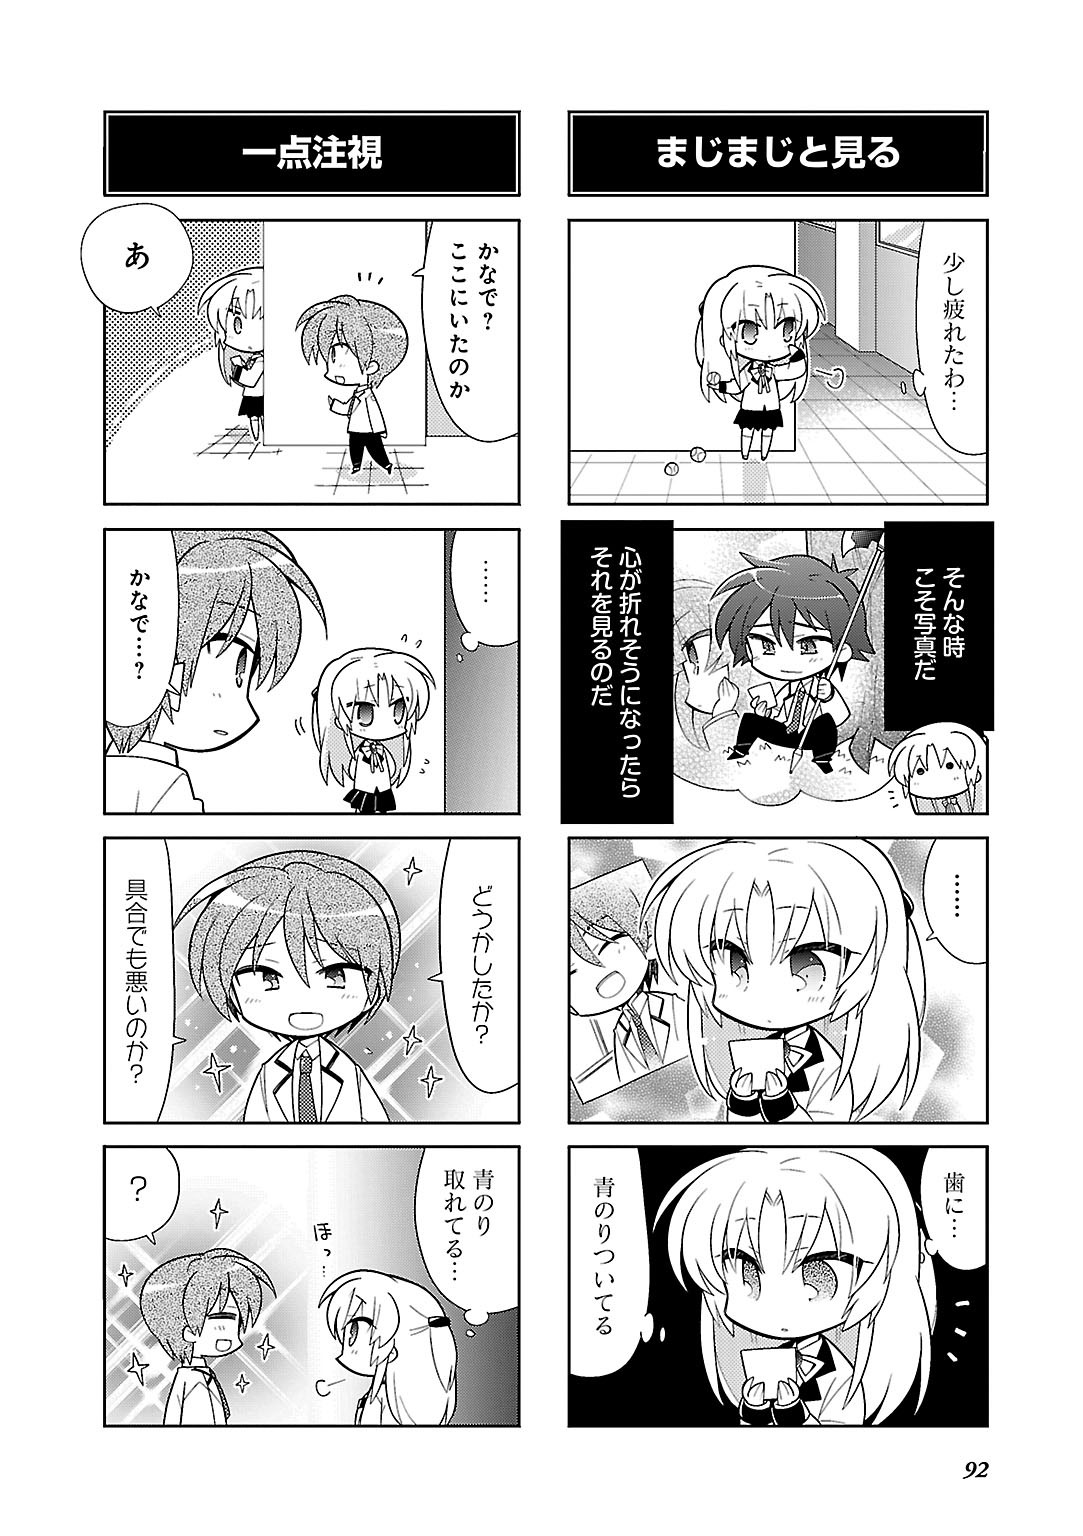 まじまじと見る
少し疲れたわ…
そんな時
こそ写真だ
心が折れそうになったら
それを見るのだ
……
歯に…
青のりついてる
一点注視
かなで?
ここにいたのか
あ
……
かなで…?
どうかしたか?
具合でも悪いのか?
青のり
取れてる…
ほっ…
?
92